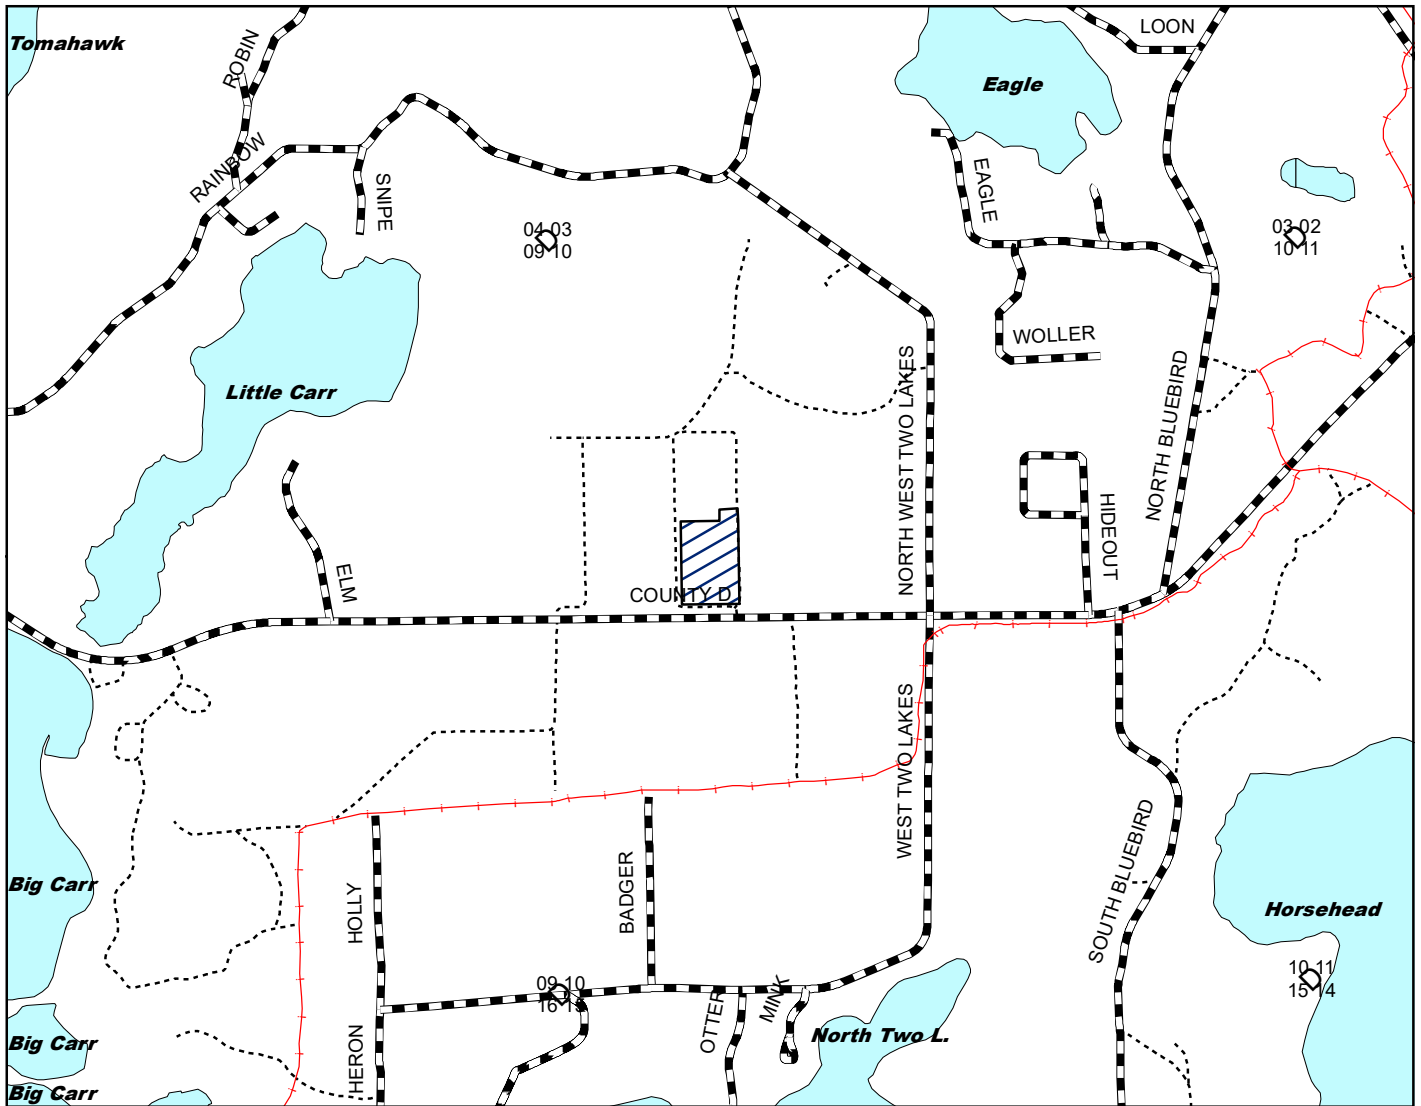 LOON
Tomahawk
ROBIN
Eagle
RAINBOW
SNIPE
EAGLE
04 03
09 10
03 02
10 11
WOLLER
NORTH WEST TWO LAKES
NORTH BLUEBIRD
Little Carr
HIDEOUT
ELM
COUNTY D
WEST TWO LAKES
SOUTH BLUEBIRD
BADGER
HOLLY
Big Carr
Horsehead
10 11
15 14
09 10
16 15
OTTER
MINK
HERON
North Two L.
Big Carr
Big Carr